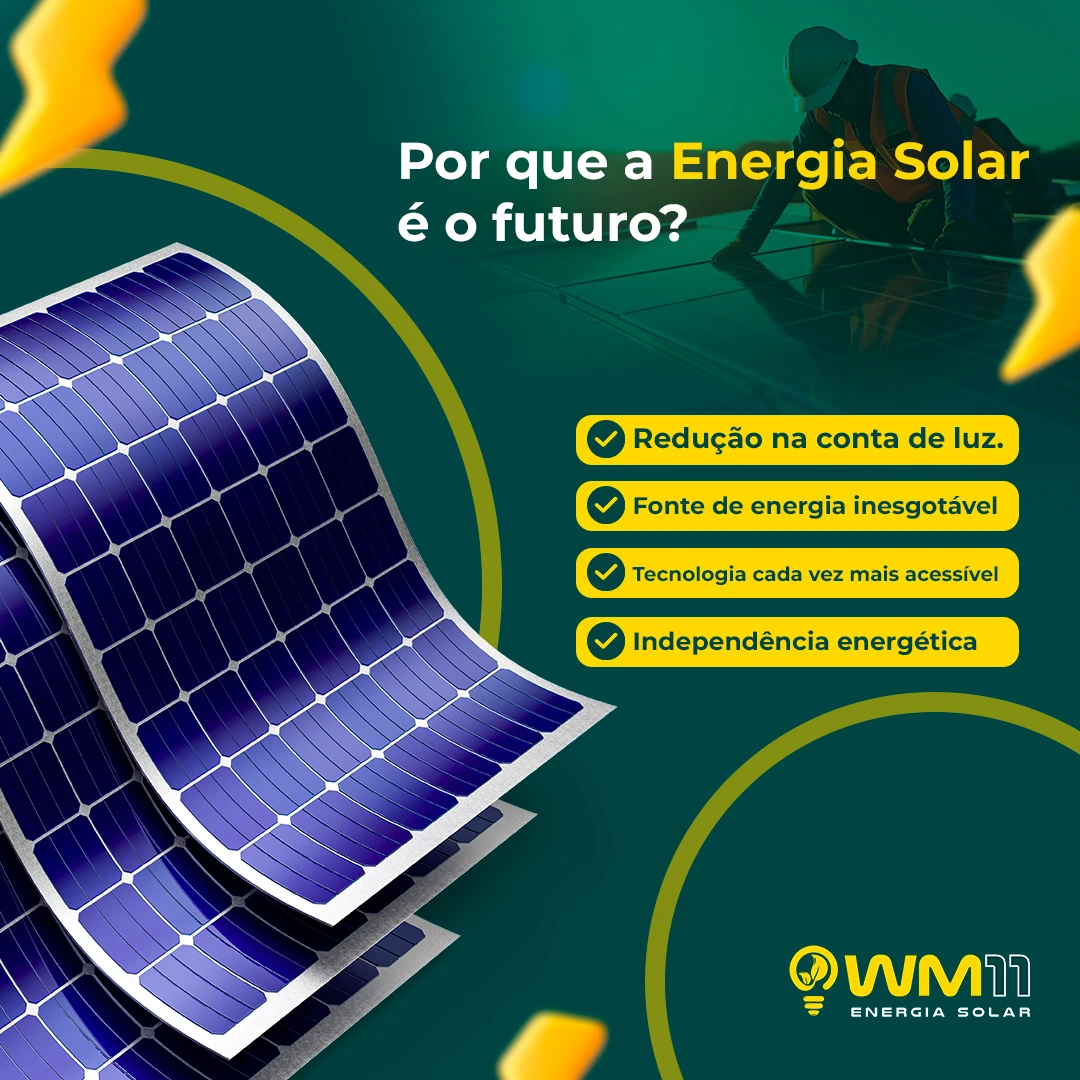 Por que a Energia Solar
é o futuro?
Redução na conta de luz.
Fonte de energia inesgotável
Tecnologia cada vez mais acessível
Independência energética
WM11
ENERGIA SOLAR